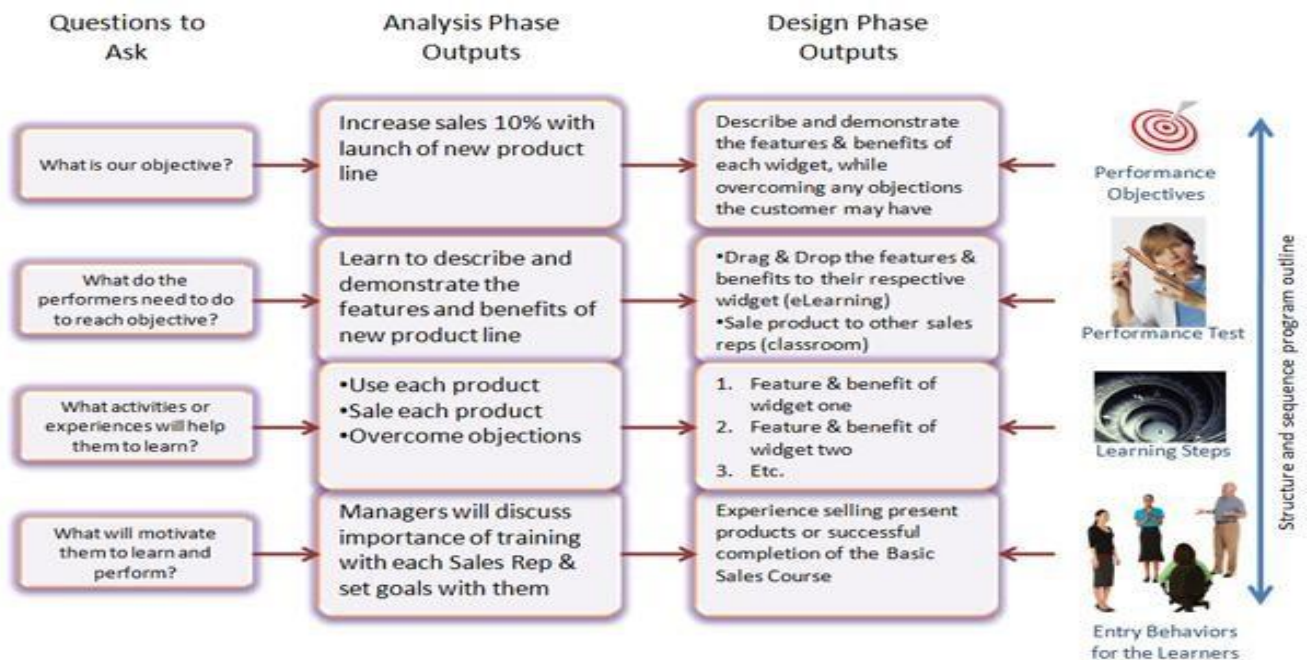 Questions to
Ask
Analysis Phase
Outputs
Design Phase
Outputs
What is our objective?
Increase sales 10% with
launch of new product
line
Describe and demonstrate
the features & benefits of
each widget, while
overcoming any objections
the customer may have
Performance
Objectives
What do the
performers need to do
to reach objective?
Learn to describe and
demonstrate the
features and benefits of
new product line
•Drag & Drop the features &
benefits to their respective
widget (eLearning)
•Sale product to other sales
reps (classroom)
Performance Test
What activities or
experiences will help
them to learn?
•Use each product
•Sale each product
•Overcome objections
1. Feature & benefit of
widget one
2. Feature & benefit of
widget two
3. Etc.
Learning Steps
What will motivate
them to learn and
perform?
Managers will discuss
importance of training
with each Sales Rep &
set goals with them
Experience selling present
products or successful
completion of the Basic
Sales Course
Entry Behaviors
for the Learners
Structure and sequence program outline